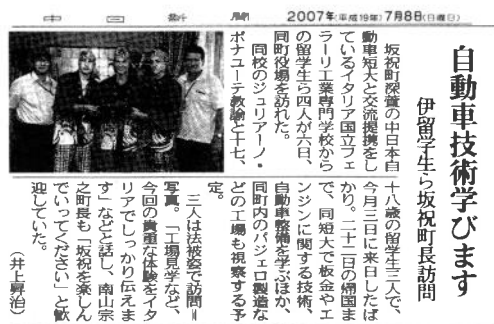 中日新聞
2007年(平成19年)7月8日(日曜日)
自動車技術学びます
伊留学生ら坂祝町長訪問
坂祝町深萱の中日本自
動車短大と交流提携をし
ているイタリア国立フェ
ラーリ工業専門学校から
の留学生ら四人が六日、
同町役場を訪れた。
同校のジュリアーノ・
ボナユーテ教諭と十七、
十八歳の留学生三人で、
今月三日に来日したば
かり。二十二日の帰国ま
で、同短大で板金やエ
ンジンに関する技術、
自動車整備を学ぶほか、
同町内のパジェロ製造な
どの工場も視察する予
定。
三人は法被姿で訪問＝
写真。「工場見学など、
今回の貴重な体験をイタ
リアでしっかり伝えま
す」などと話し、南山宗
之町長も「坂祝を楽しん
でいってください」と歓
迎していた。
(井上昇治)